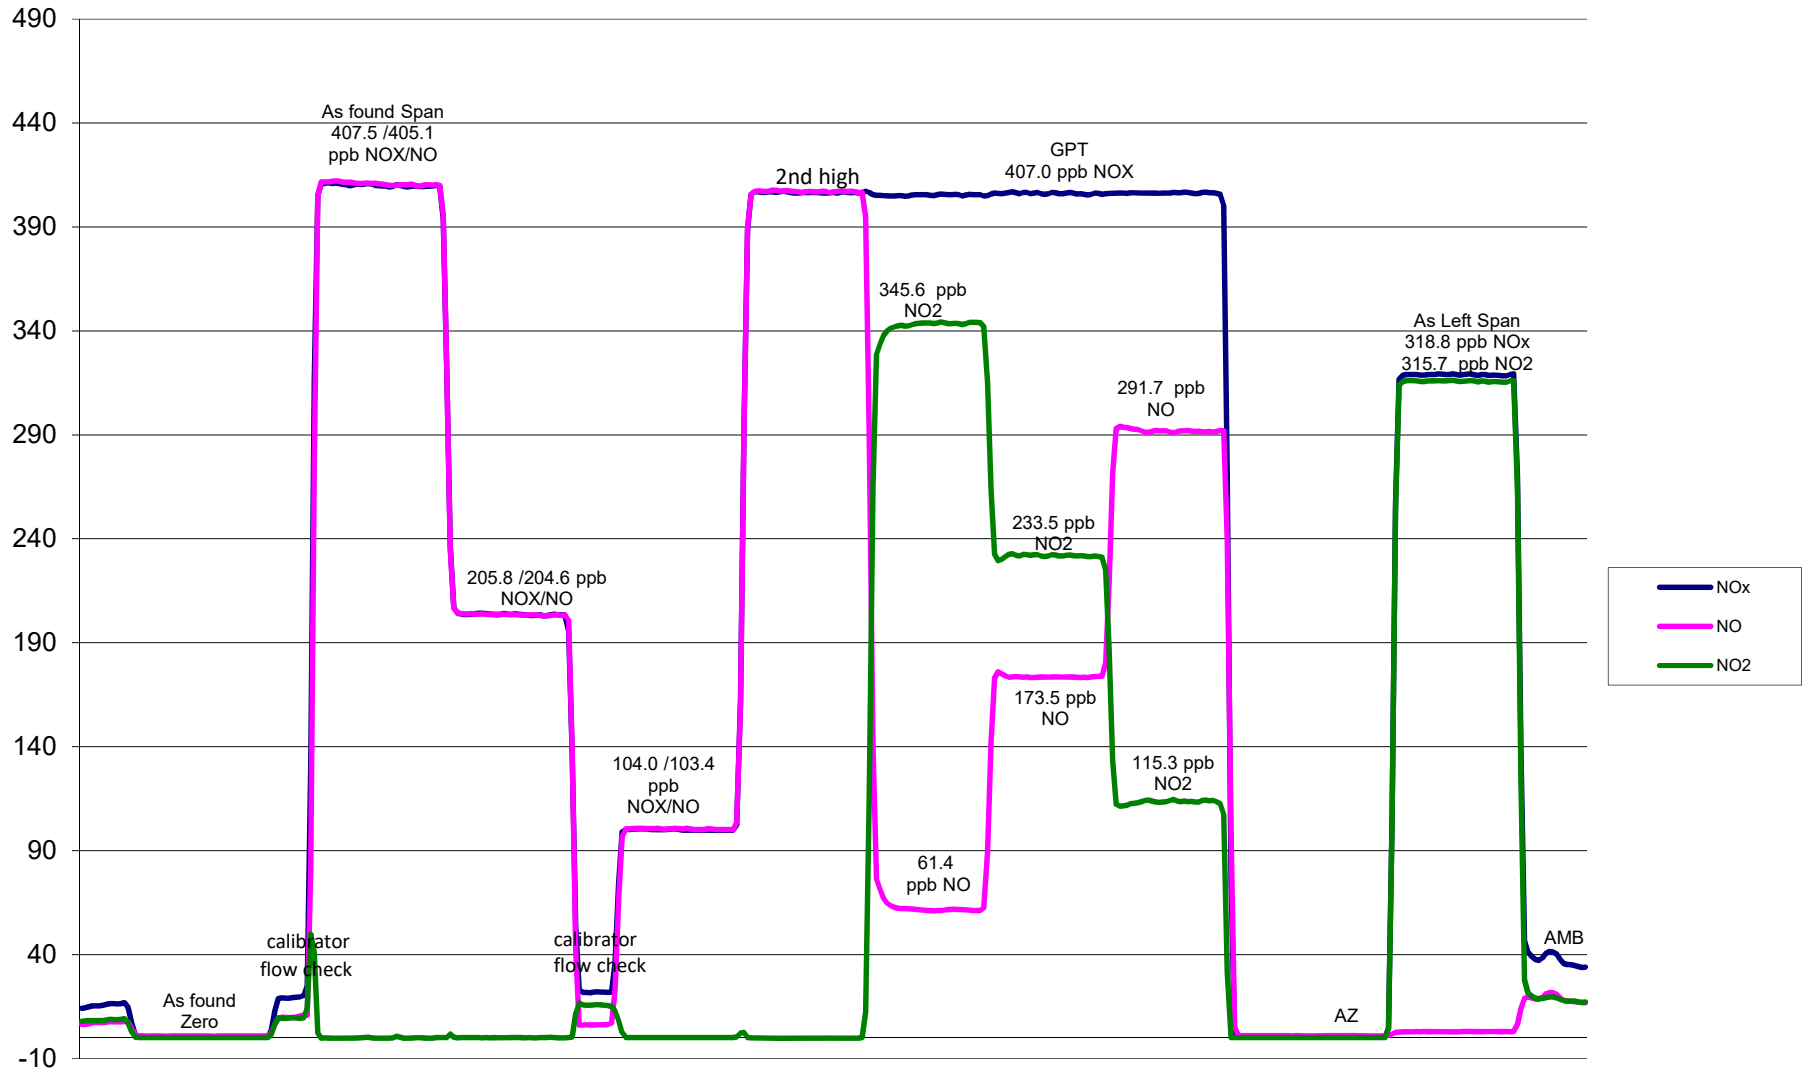 490
440
390
340
290
240
190
140
90
40
-10
As found Span
407.5 /405.1
ppb NOX/NO
205.8 /204.6 ppb
NOX/NO
104.0 /103.4
ppb
NOX/NO
2nd high
GPT
407.0 ppb NOX
345.6  ppb
NO2
233.5 ppb
NO2
291.7  ppb
NO
173.5 ppb
NO
115.3 ppb
NO2
61.4
ppb NO
As Left Span
318.8 ppb NOx
315.7  ppb NO2
calibrator
flow check
calibrator
flow check
As found
Zero
AZ
AMB
NOx
NO
NO2